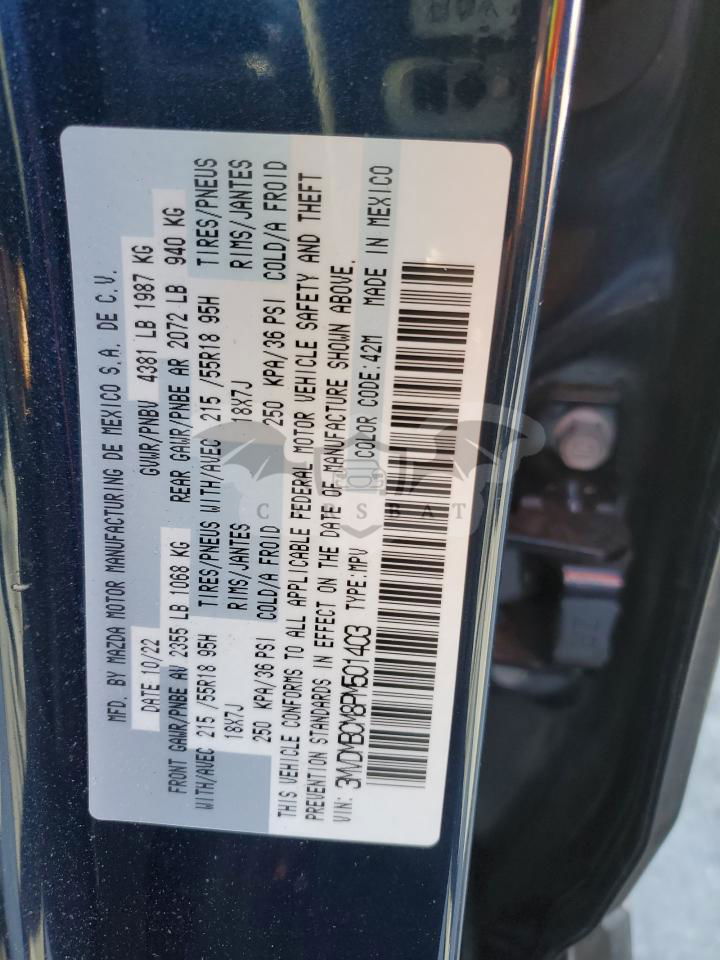 MFD. BY MAZDA MOTOR MANUFACTURING DE MEXICO S.A. DE C.V.
DATE 10/22 GVWR/PNBV 4381 LB 1987 KG
FRONT GAWR/PNBE AV 2355 LB 1068 KG REAR GAWR/PNBE AR 2072 LB 940 KG
WITH/AVEC 215 /55R18 95H TIRES/PNEUS WITH/AVEC 215 /55R18 95H TIRES/PNEUS
18X7J RIMS/JANTES 18X7J RIMS/JANTES
250 KPA/36 PSI COLD/A FROID 250 KPA/36 PSI COLD/A FROID
THIS VEHICLE CONFORMS TO ALL APPLICABLE FEDERAL MOTOR VEHICLE SAFETY AND THEFT
PREVENTION STANDARDS IN EFFECT ON THE DATE OF MANUFACTURE SHOWN ABOVE.
VIN: 3MVDMBCM8PM501403 TYPE:MPV COLOR CODE:42M MADE IN MEXICO
CARSBAT